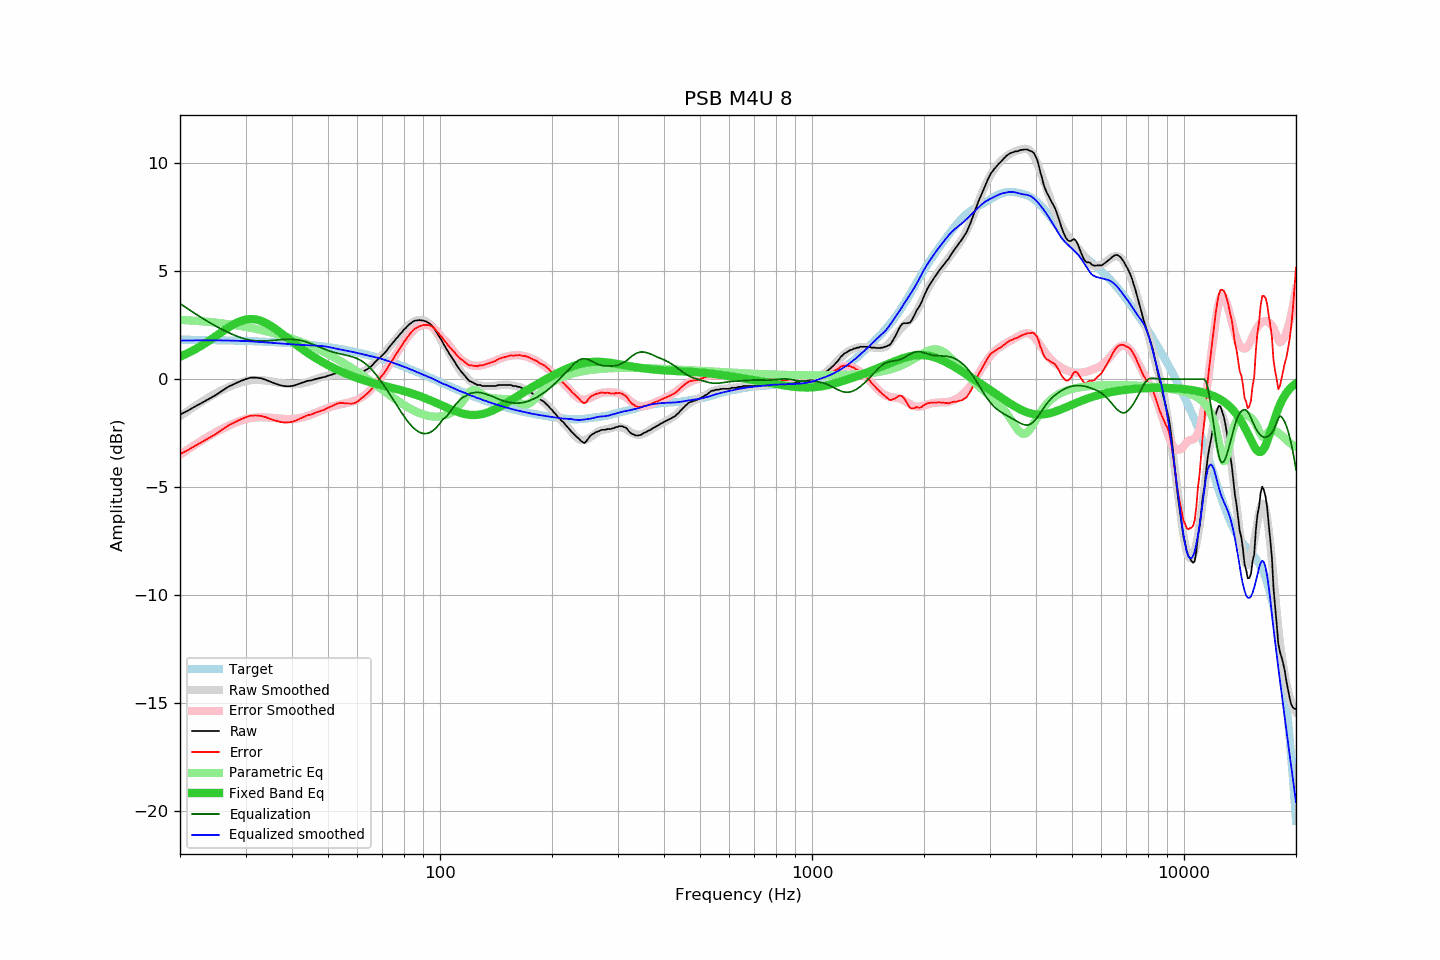 PSB M4U 8
Amplitude (dBr)
10
5
0
−5
−10
−15
−20
Target
Raw Smoothed
Error Smoothed
Raw
Error
Parametric Eq
Fixed Band Eq
Equalization
Equalized smoothed
100 1000 10000
Frequency (Hz)